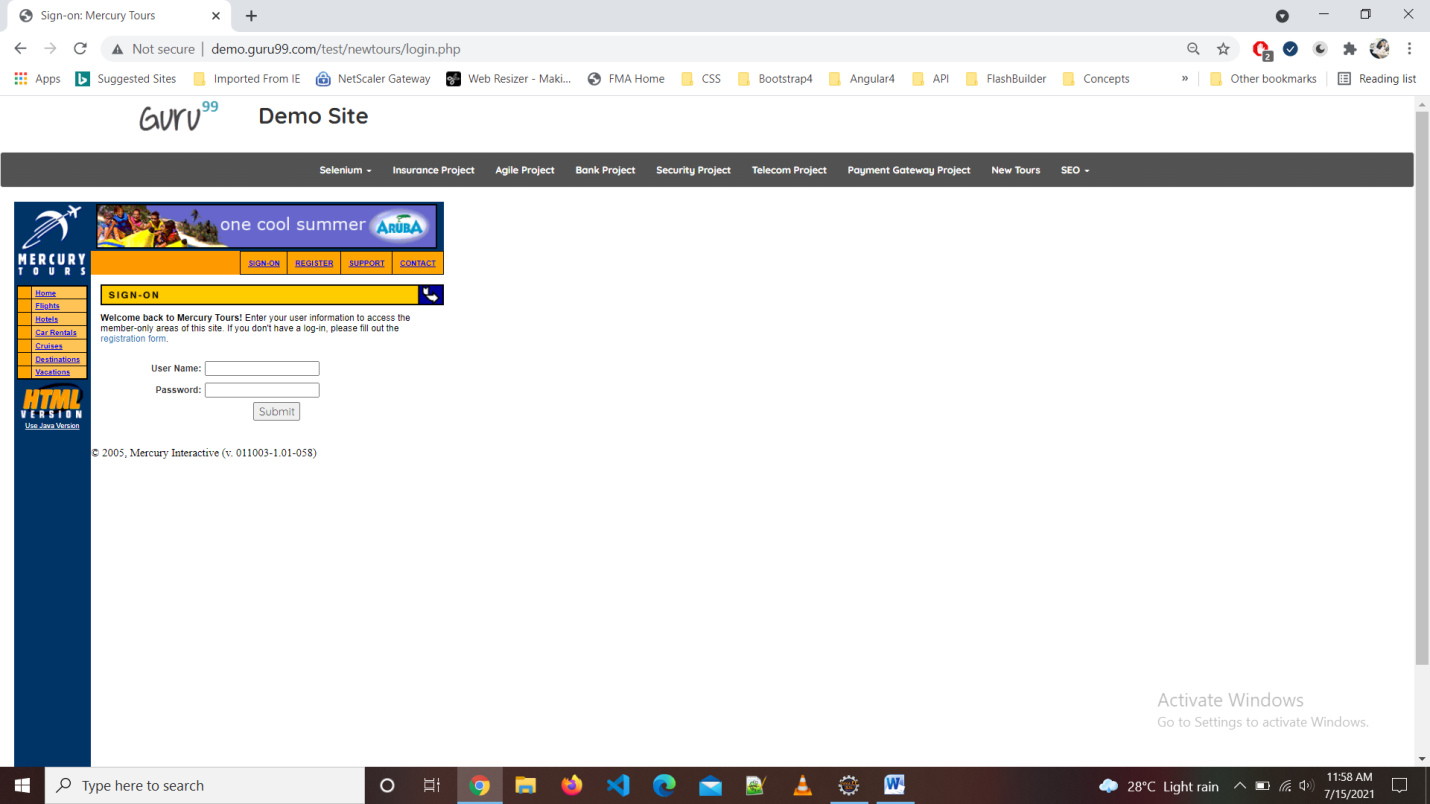 Sign-on: Mercury Tours
Not secure | demo.guru99.com/test/newtours/login.php
2
Apps Suggested Sites Imported From IE NetScaler Gateway Web Resizer - Maki... FMA Home CSS Bootstrap4 Angular4 API FlashBuilder Concepts » Other bookmarks Reading list
Guru99 Demo Site
Selenium Insurance Project Agile Project Bank Project Security Project Telecom Project Payment Gateway Project New Tours SEO
one cool summer ARUBA
MERCURY
TOURS
SIGN-ON REGISTER SUPPORT CONTACT
Home
Flights
Hotels
Car Rentals
Cruises
Destinations
Vacations
HTML
VERSION
Use Java Version
SIGN-ON
Welcome back to Mercury Tours! Enter your user information to access the
member-only areas of this site. If you don't have a log-in, please fill out the
registration form.
User Name:
Password:
Submit
© 2005, Mercury Interactive (v. 011003-1.01-058)
Activate Windows
Go to Settings to activate Windows.
Type here to search
28°C Light rain
11:58 AM
7/15/2021